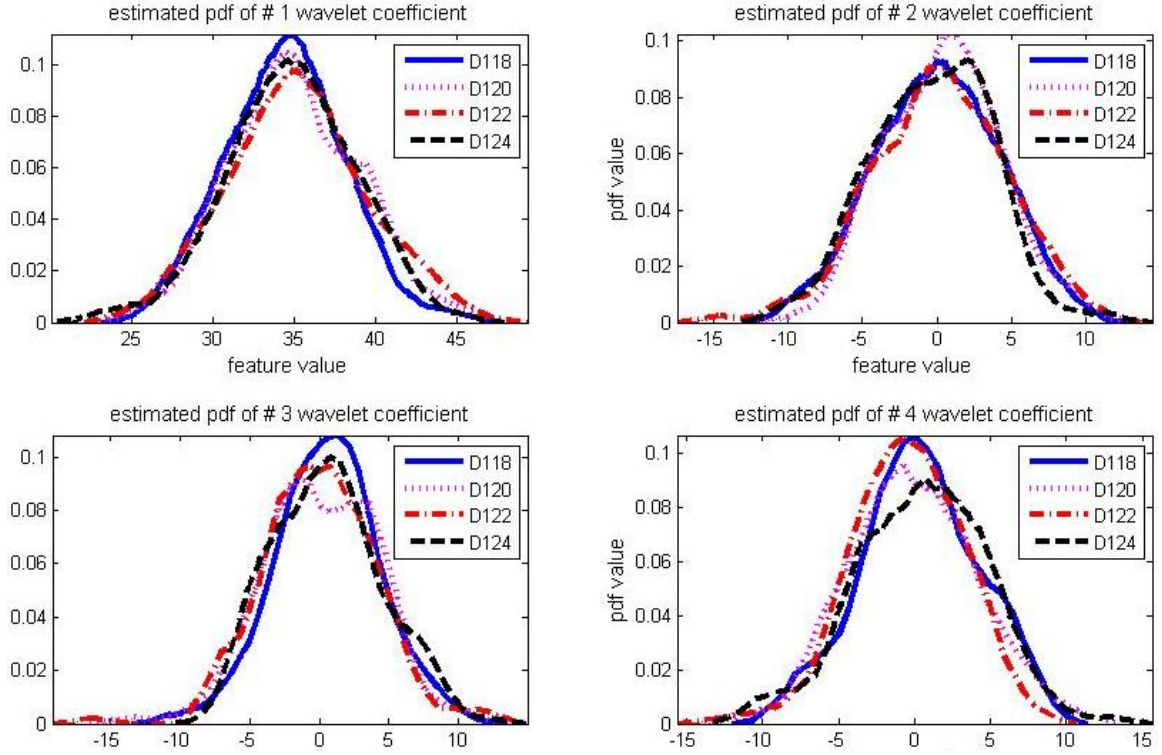 estimated pdf of # 1 wavelet coefficient
0.1
0.08
0.06
0.04
0.02
0
25 30 35 40 45
feature value
D118
D120
D122
D124
estimated pdf of # 2 wavelet coefficient
0.1
0.08
0.06
0.04
0.02
0
pdf value
-15 -10 -5 0 5 10
feature value
D118
D120
D122
D124
estimated pdf of # 3 wavelet coefficient
0.1
0.08
0.06
0.04
0.02
0
-15 -10 -5 0 5 10
D118
D120
D122
D124
estimated pdf of # 4 wavelet coefficient
0.1
0.08
0.06
0.04
0.02
0
pdf value
-15 -10 -5 0 5 10 15
D118
D120
D122
D124